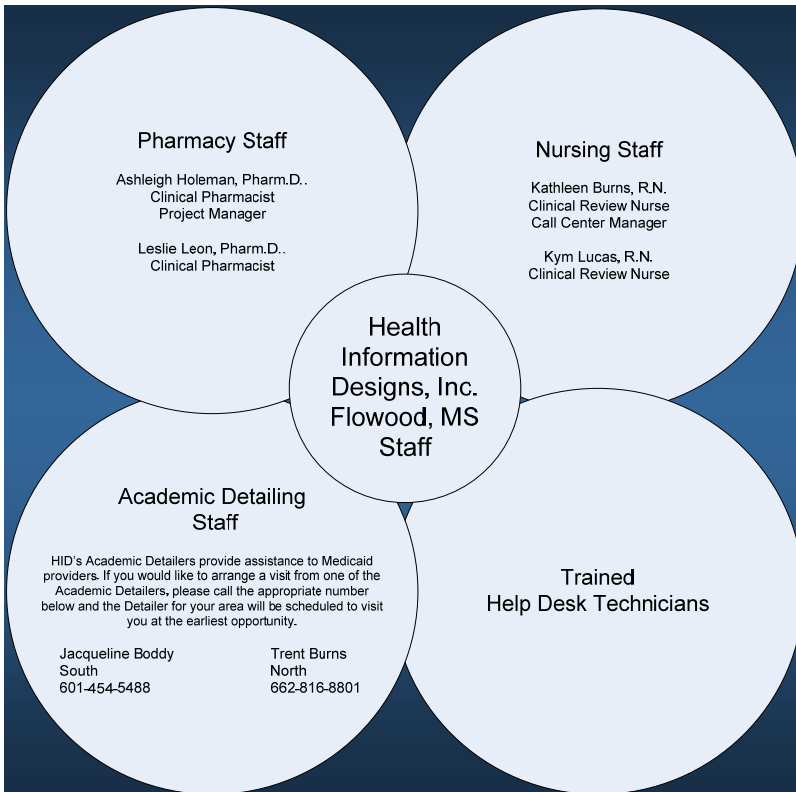 Pharmacy Staff
Ashleigh Holeman, Pharm.D..
Clinical Pharmacist
Project Manager
Leslie Leon, Pharm.D..
Clinical Pharmacist
Nursing Staff
Kathleen Burns, R.N.
Clinical Review Nurse
Call Center Manager
Kym Lucas, R.N.
Clinical Review Nurse
Health
Information
Designs, Inc.
Flowood, MS
Staff
Academic Detailing
Staff
HID's Academic Detailers provide assistance to Medicaid
providers. If you would like to arrange a visit from one of the
Academic Detailers, please call the appropriate number
below and the Detailer for your area will be scheduled to visit
you at the earliest opportunity.
Jacqueline Boddy
South
601-454-5488
Trent Burns
North
662-816-8801
Trained
Help Desk Technicians